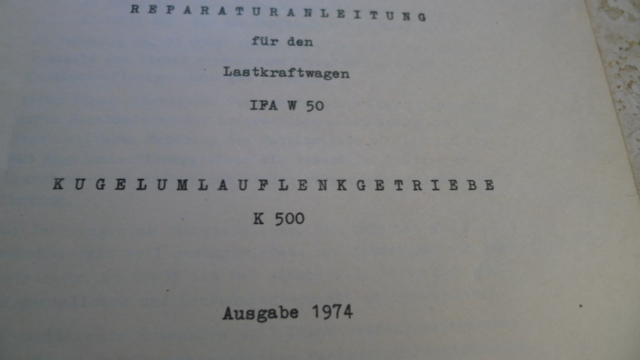 REPARATURANLEITUNG
für den
Lastkraftwagen
IFA W 50
KUGELUMLAUFLENKGETRIEBE
K 500
Ausgabe 1974